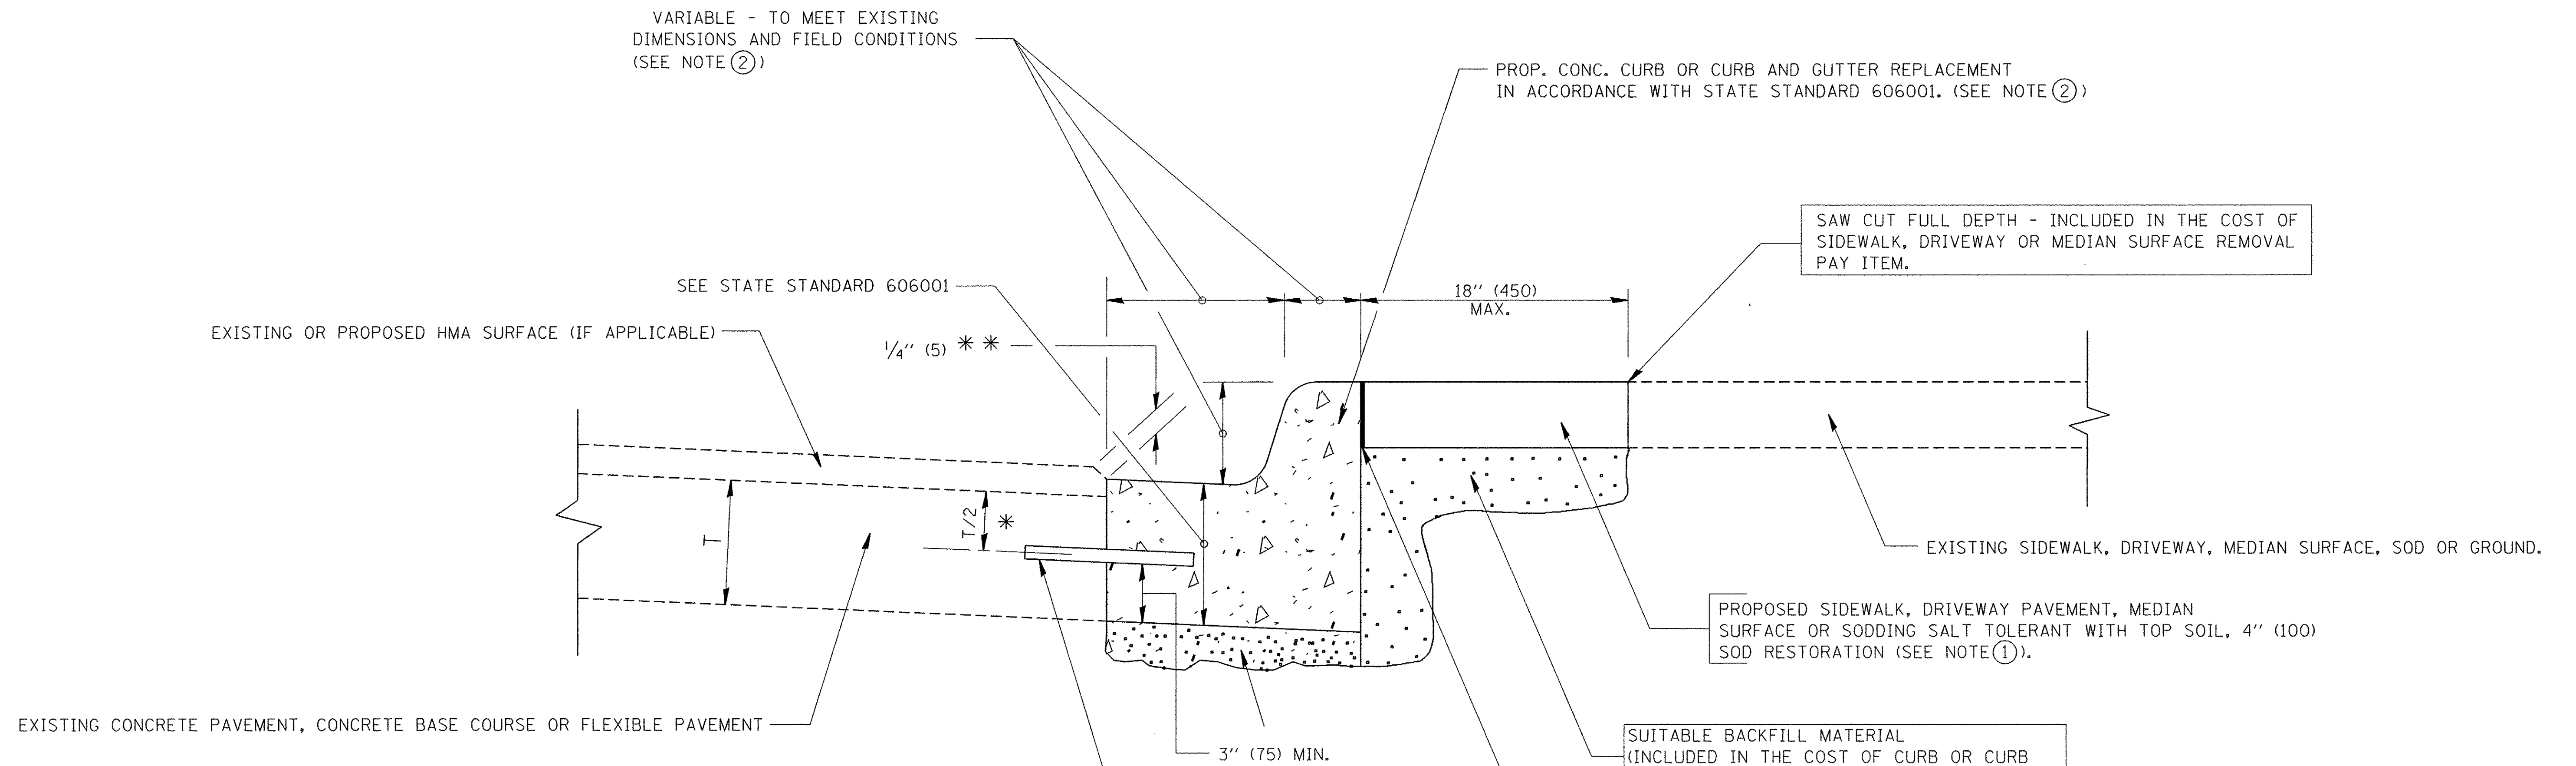 VARIABLE - TO MEET EXISTING
DIMENSIONS AND FIELD CONDITIONS
(SEE NOTE ②)
PROP. CONC. CURB OR CURB AND GUTTER REPLACEMENT
IN ACCORDANCE WITH STATE STANDARD 606001. (SEE NOTE ②)
SAW CUT FULL DEPTH - INCLUDED IN THE COST OF
SIDEWALK, DRIVEWAY OR MEDIAN SURFACE REMOVAL
PAY ITEM.
SEE STATE STANDARD 606001
18" (450)
MAX.
EXISTING OR PROPOSED HMA SURFACE (IF APPLICABLE)
1/4" (5) * *
T
T/2 *
EXISTING SIDEWALK, DRIVEWAY, MEDIAN SURFACE, SOD OR GROUND.
PROPOSED SIDEWALK, DRIVEWAY PAVEMENT, MEDIAN
SURFACE OR SODDING SALT TOLERANT WITH TOP SOIL, 4" (100)
SOD RESTORATION (SEE NOTE ①).
EXISTING CONCRETE PAVEMENT, CONCRETE BASE COURSE OR FLEXIBLE PAVEMENT
3" (75) MIN.
SUITABLE BACKFILL MATERIAL
(INCLUDED IN THE COST OF CURB OR CURB